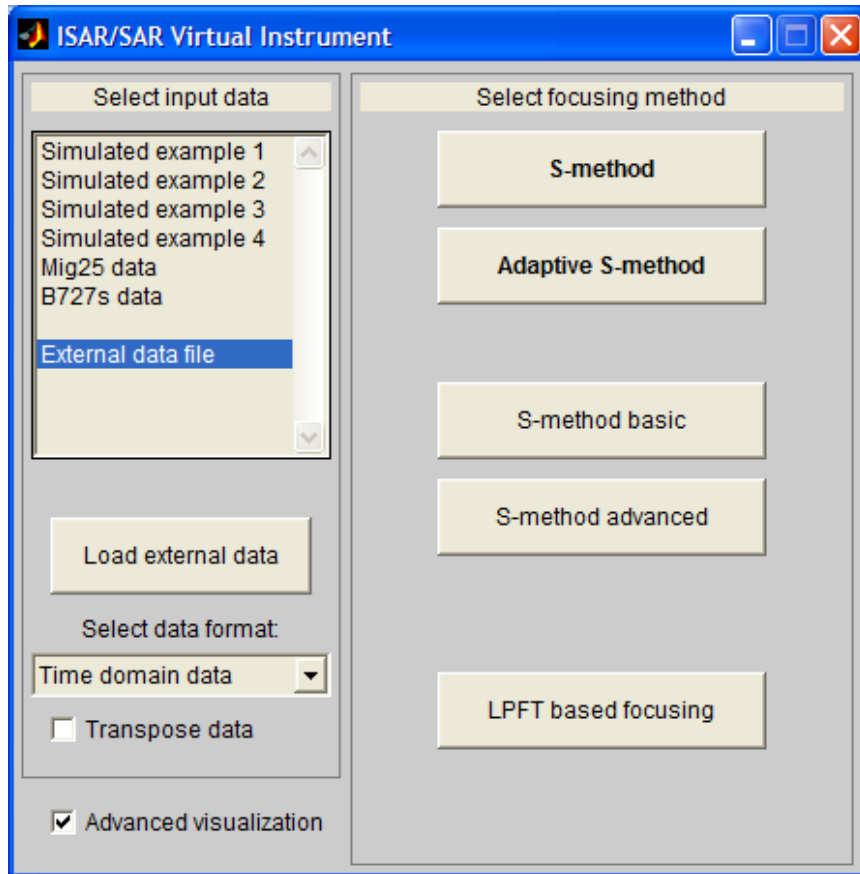 ISAR/SAR Virtual Instrument
Select input data
Simulated example 1
Simulated example 2
Simulated example 3
Simulated example 4
Mig25 data
B727s data
External data file
Load external data
Select data format:
Time domain data
Transpose data
Advanced visualization
Select focusing method
S-method
Adaptive S-method
S-method basic
S-method advanced
LPFT based focusing